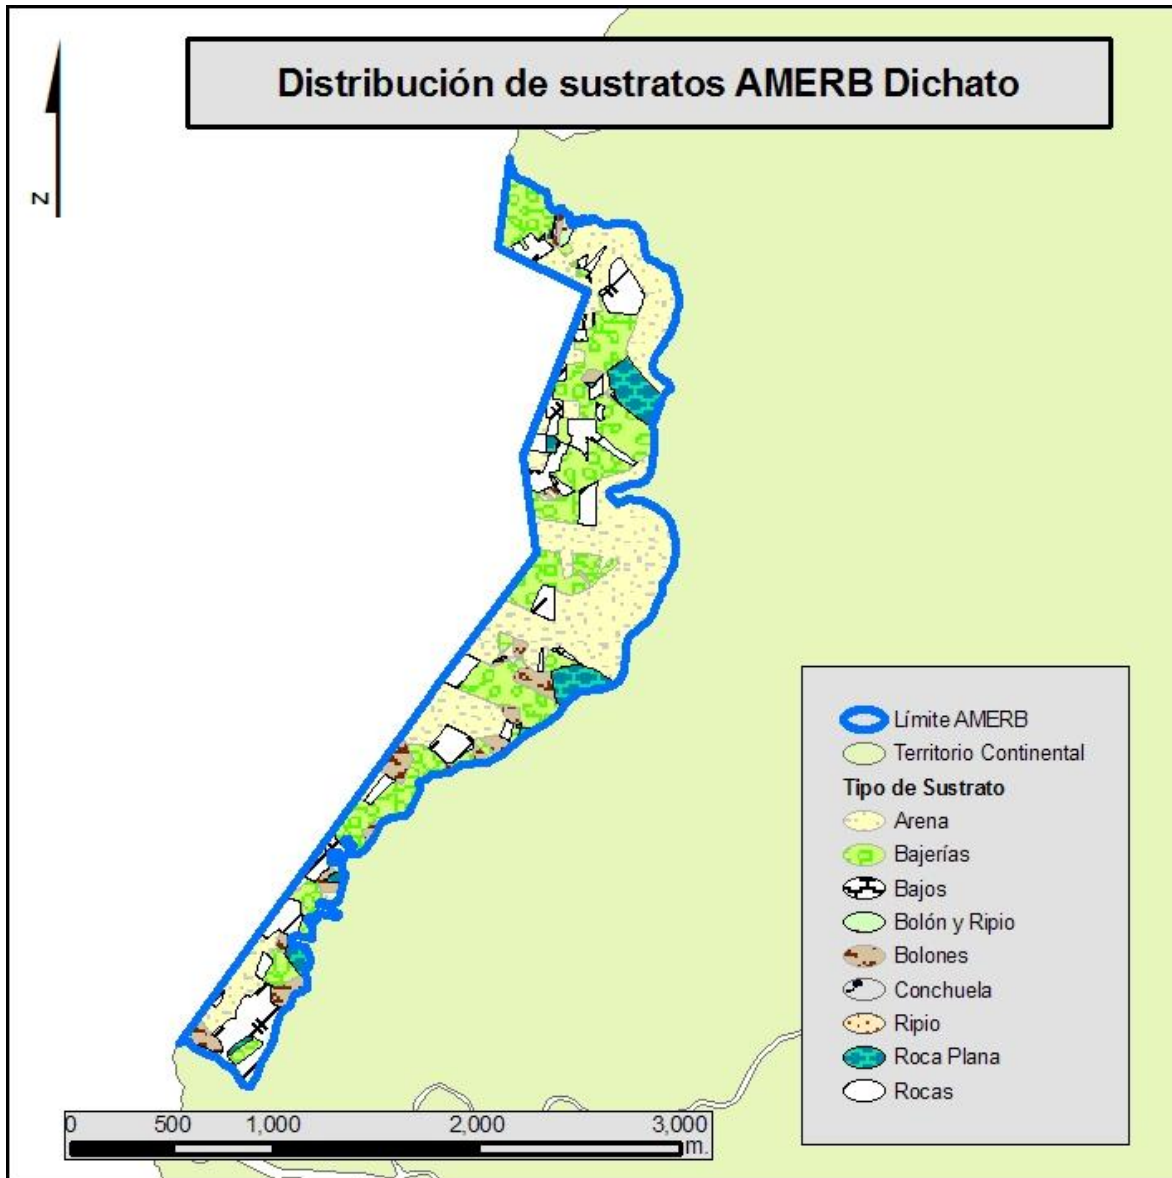 Distribución de sustratos AMERB Dichato
N
Límite AMERB
Territorio Continental
Tipo de Sustrato
Arena
Bajerías
Bajos
Bolón y Ripio
Bolones
Conchuela
Ripio
Roca Plana
Rocas
0 500 1,000 2,000 3,000
m.